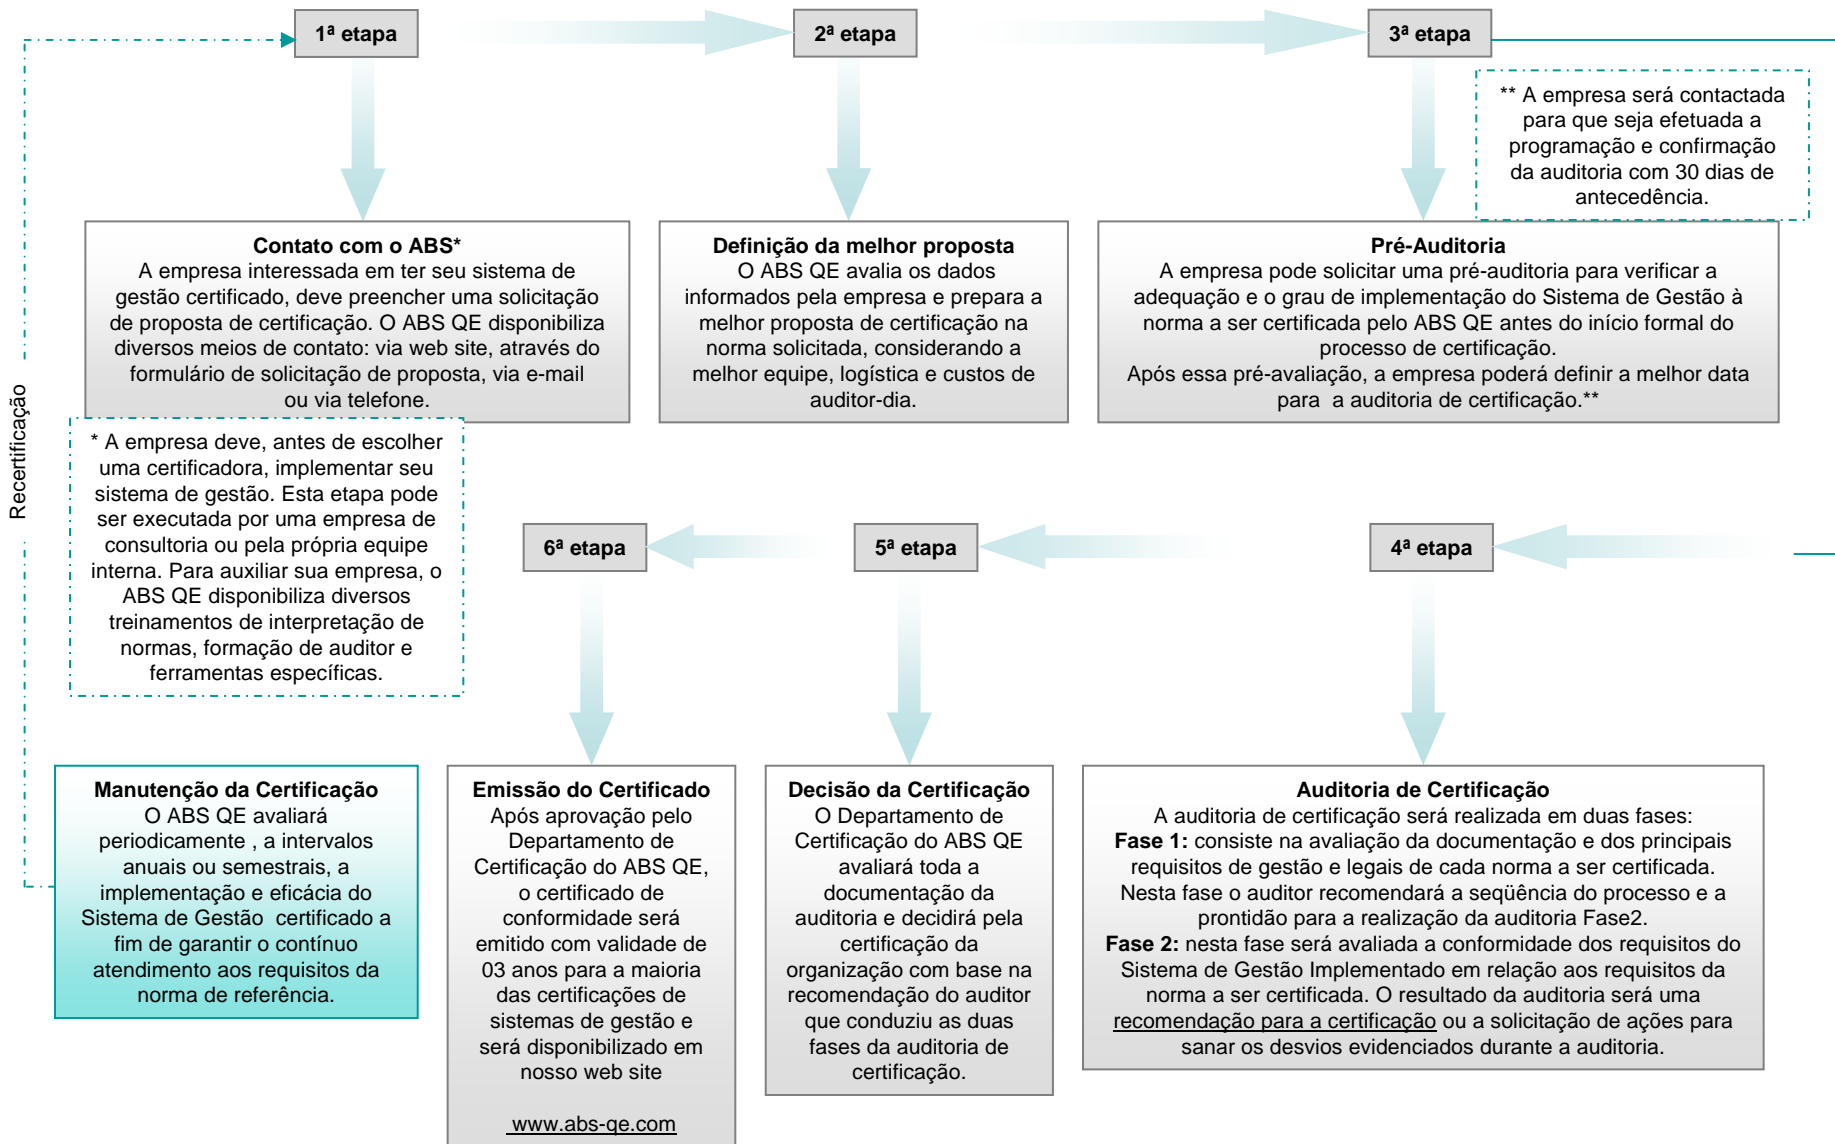 1ª etapa
2ª etapa
3ª etapa
** A empresa será contactada
para que seja efetuada a
programação e confirmação
da auditoria com 30 dias de
antecedência.
Contato com o ABS*
A empresa interessada em ter seu sistema de
gestão certificado, deve preencher uma solicitação
de proposta de certificação. O ABS QE disponibiliza
diversos meios de contato: via web site, através do
formulário de solicitação de proposta, via e-mail
ou via telefone.
Definição da melhor proposta
O ABS QE avalia os dados
informados pela empresa e prepara a
melhor proposta de certificação na
norma solicitada, considerando a
melhor equipe, logística e custos de
auditor-dia.
Pré-Auditoria
A empresa pode solicitar uma pré-auditoria para verificar a
adequação e o grau de implementação do Sistema de Gestão à
norma a ser certificada pelo ABS QE antes do início formal do
processo de certificação.
Após essa pré-avaliação, a empresa poderá definir a melhor data
para a auditoria de certificação.**
Recertificação
* A empresa deve, antes de escolher
uma certificadora, implementar seu
sistema de gestão. Esta etapa pode
ser executada por uma empresa de
consultoria ou pela própria equipe
interna. Para auxiliar sua empresa, o
ABS QE disponibiliza diversos
treinamentos de interpretação de
normas, formação de auditor e
ferramentas específicas.
6ª etapa
5ª etapa
4ª etapa
Manutenção da Certificação
O ABS QE avaliará
periodicamente , a intervalos
anuais ou semestrais, a
implementação e eficácia do
Sistema de Gestão certificado a
fim de garantir o contínuo
atendimento aos requisitos da
norma de referência.
Emissão do Certificado
Após aprovação pelo
Departamento de
Certificação do ABS QE,
o certificado de
conformidade será
emitido com validade de
03 anos para a maioria
das certificações de
sistemas de gestão e
será disponibilizado em
nosso web site
www.abs-qe.com
Decisão da Certificação
O Departamento de
Certificação do ABS QE
avaliará toda a
documentação da
auditoria e decidirá pela
certificação da
organização com base na
recomendação do auditor
que conduziu as duas
fases da auditoria de
certificação.
Auditoria de Certificação
A auditoria de certificação será realizada em duas fases:
Fase 1: consiste na avaliação da documentação e dos principais
requisitos de gestão e legais de cada norma a ser certificada.
Nesta fase o auditor recomendará a seqüência do processo e a
prontidão para a realização da auditoria Fase2.
Fase 2: nesta fase será avaliada a conformidade dos requisitos do
Sistema de Gestão Implementado em relação aos requisitos da
norma a ser certificada. O resultado da auditoria será uma
recomendação para a certificação ou a solicitação de ações para
sanar os desvios evidenciados durante a auditoria.